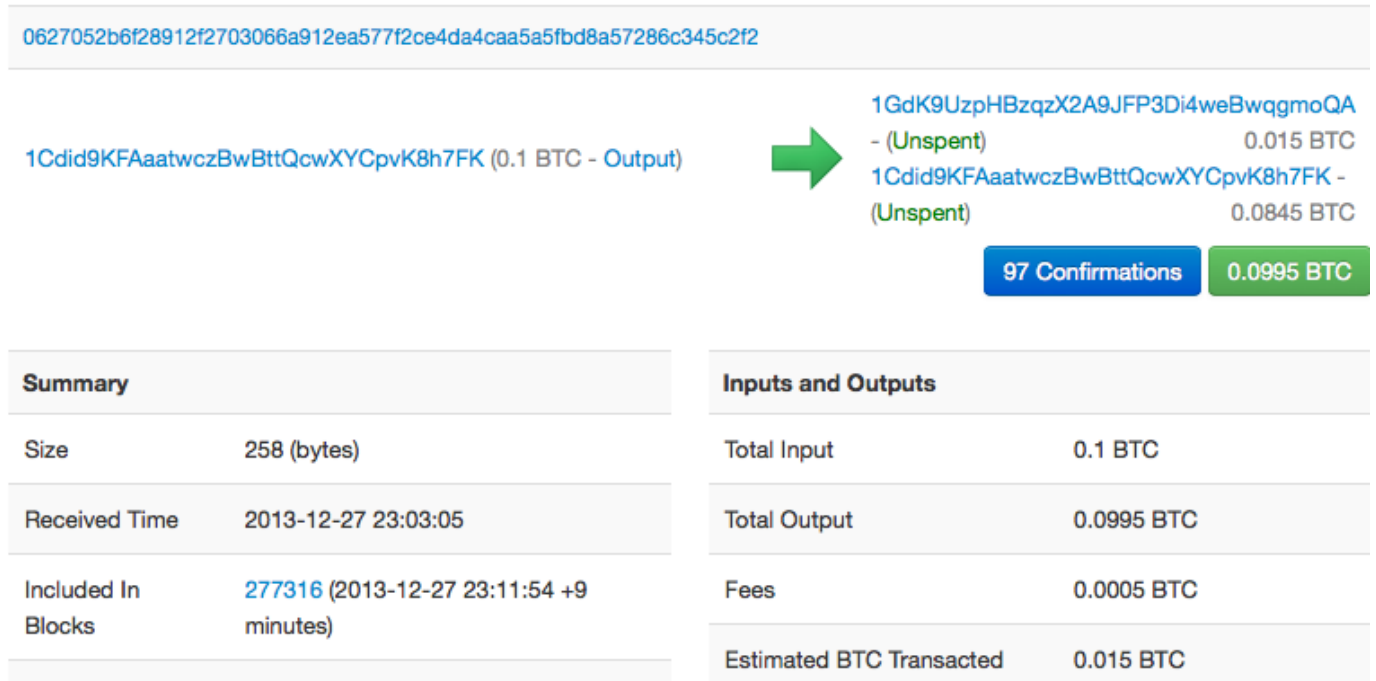 0627052b6f28912f2703066a912ea577f2ce4da4caa5a5fbd8a57286c345c2f2
1Cdid9KFAaatwczBwBttQcwXYCpvK8h7FK (0.1 BTC - Output)
1GdK9UzpHBzqzX2A9JFP3Di4weBwqgmoQA
- (Unspent) 0.015 BTC
1Cdid9KFAaatwczBwBttQcwXYCpvK8h7FK -
(Unspent) 0.0845 BTC
97 Confirmations 0.0995 BTC
Summary
Size 258 (bytes)
Received Time 2013-12-27 23:03:05
Included In 277316 (2013-12-27 23:11:54 +9
Blocks minutes)
Inputs and Outputs
Total Input 0.1 BTC
Total Output 0.0995 BTC
Fees 0.0005 BTC
Estimated BTC Transacted 0.015 BTC